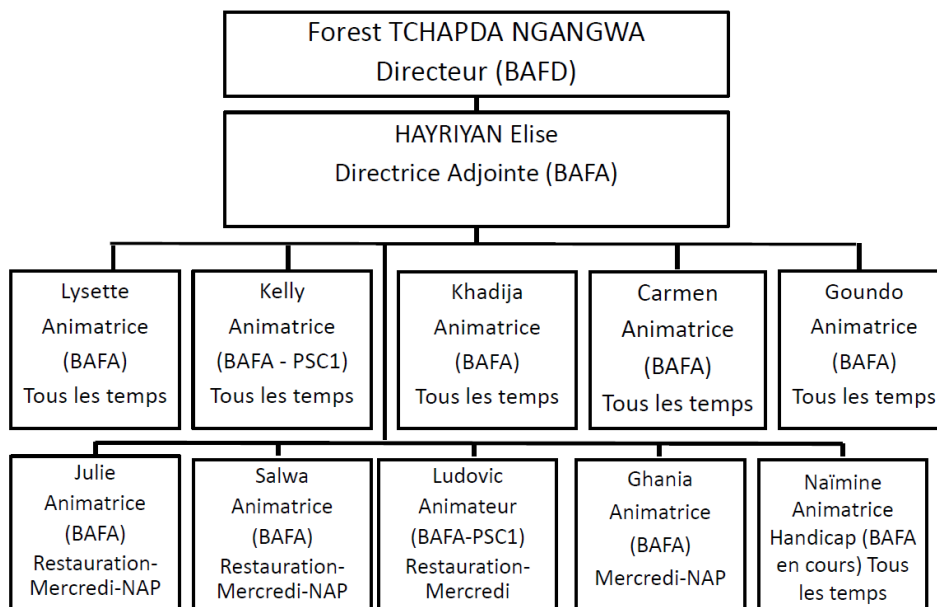 Forest TCHAPDA NGANGWA
Directeur (BAFD)
HAYRIYAN Elise
Directrice Adjointe (BAFA)
Lysette
Animatrice
(BAFA)
Tous les temps
Kelly
Animatrice
(BAFA - PSC1)
Tous les temps
Khadija
Animatrice
(BAFA)
Tous les temps
Carmen
Animatrice
(BAFA)
Tous les temps
Goundo
Animatrice
(BAFA)
Tous les temps
Julie
Animatrice
(BAFA)
Restauration-
Mercredi-NAP
Salwa
Animatrice
(BAFA)
Restauration-
Mercredi-NAP
Ludovic
Animateur
(BAFA-PSC1)
Restauration-
Mercredi
Ghania
Animatrice
(BAFA)
Mercredi-NAP
Naïmine
Animatrice
Handicap (BAFA
en cours) Tous
les temps